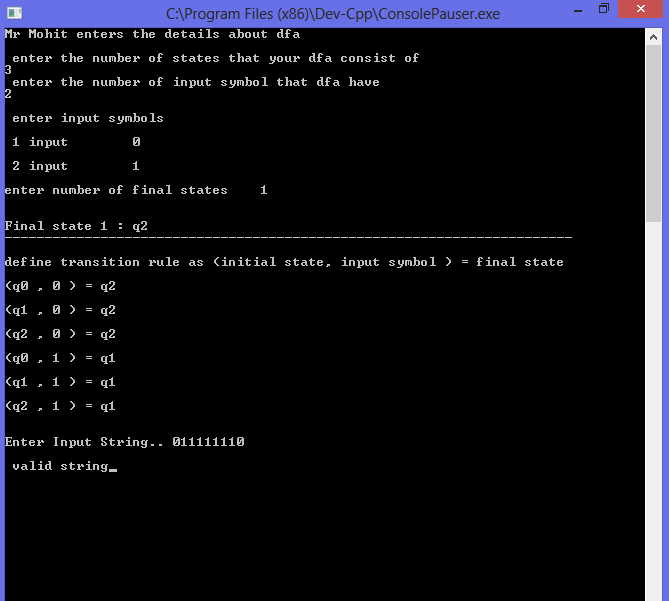 C:\Program Files (x86)\Dev-Cpp\ConsolePauser.exe
Mr Mohit enters the details about dfa
enter the number of states that your dfa consist of
3
enter the number of input symbol that dfa have
2
enter input symbols
1 input 0
2 input 1
enter number of final states 1
Final state 1 : q2
define transition rule as (initial state, input symbol ) = final state
(q0 , 0 ) = q2
(q1 , 0 ) = q2
(q2 , 0 ) = q2
(q0 , 1 ) = q1
(q1 , 1 ) = q1
(q2 , 1 ) = q1
Enter Input String.. 011111110
valid string